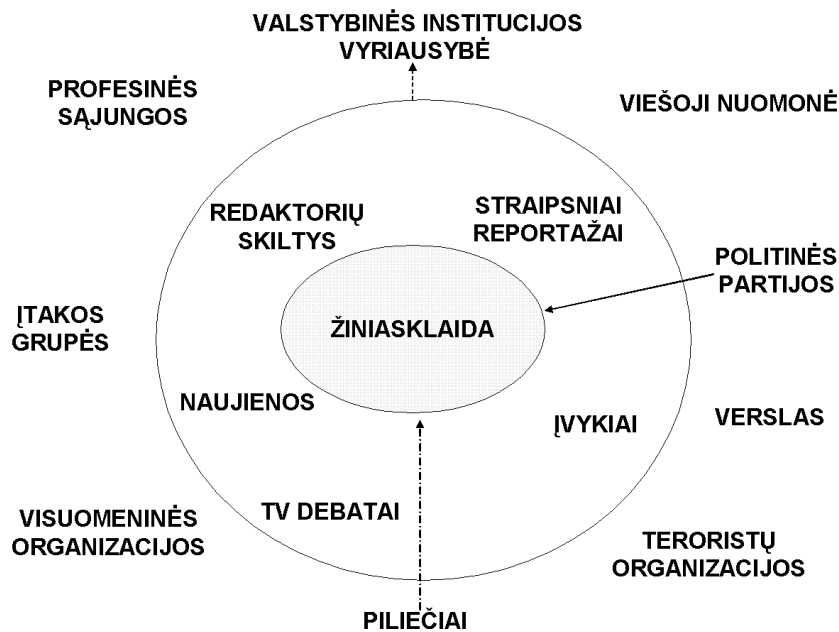 VALSTYBINĖS INSTITUCIJOS
VYRIAUSYBĖ
PROFESINĖS
SĄJUNGOS
VIEŠOJI NUOMONĖ
REDAKTORIŲ
SKILTYS
STRAIPSNIAI
REPORTAŽAI
POLITINĖS
PARTIJOS
ĮTAKOS
GRUPĖS
ŽINIASKLAIDA
NAUJIENOS
ĮVYKIAI
VERSLAS
VISUOMENINĖS
ORGANIZACIJOS
TV DEBATAI
TERORISTŲ
ORGANIZACIJOS
PILIEČIAI